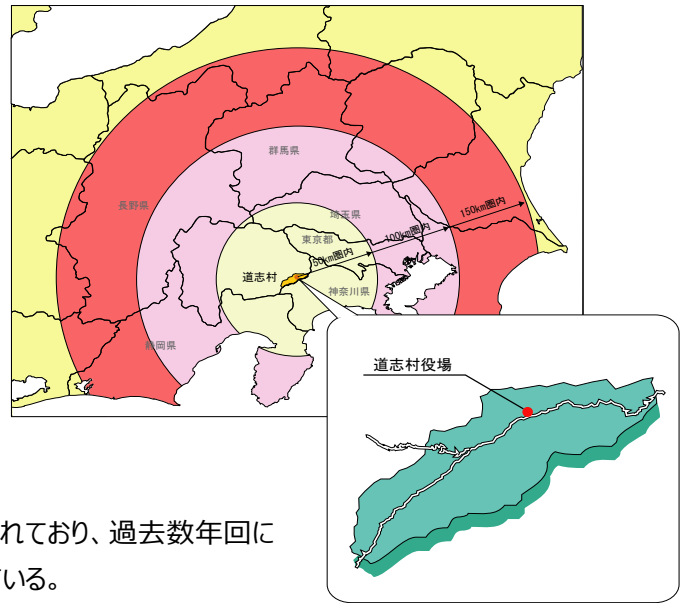 群馬県
長野県
埼玉県
150km圏内
100km圏内
東京都
50km圏内
道志村
神奈川県
静岡県
道志村役場
れており、過去数年回に
いる。